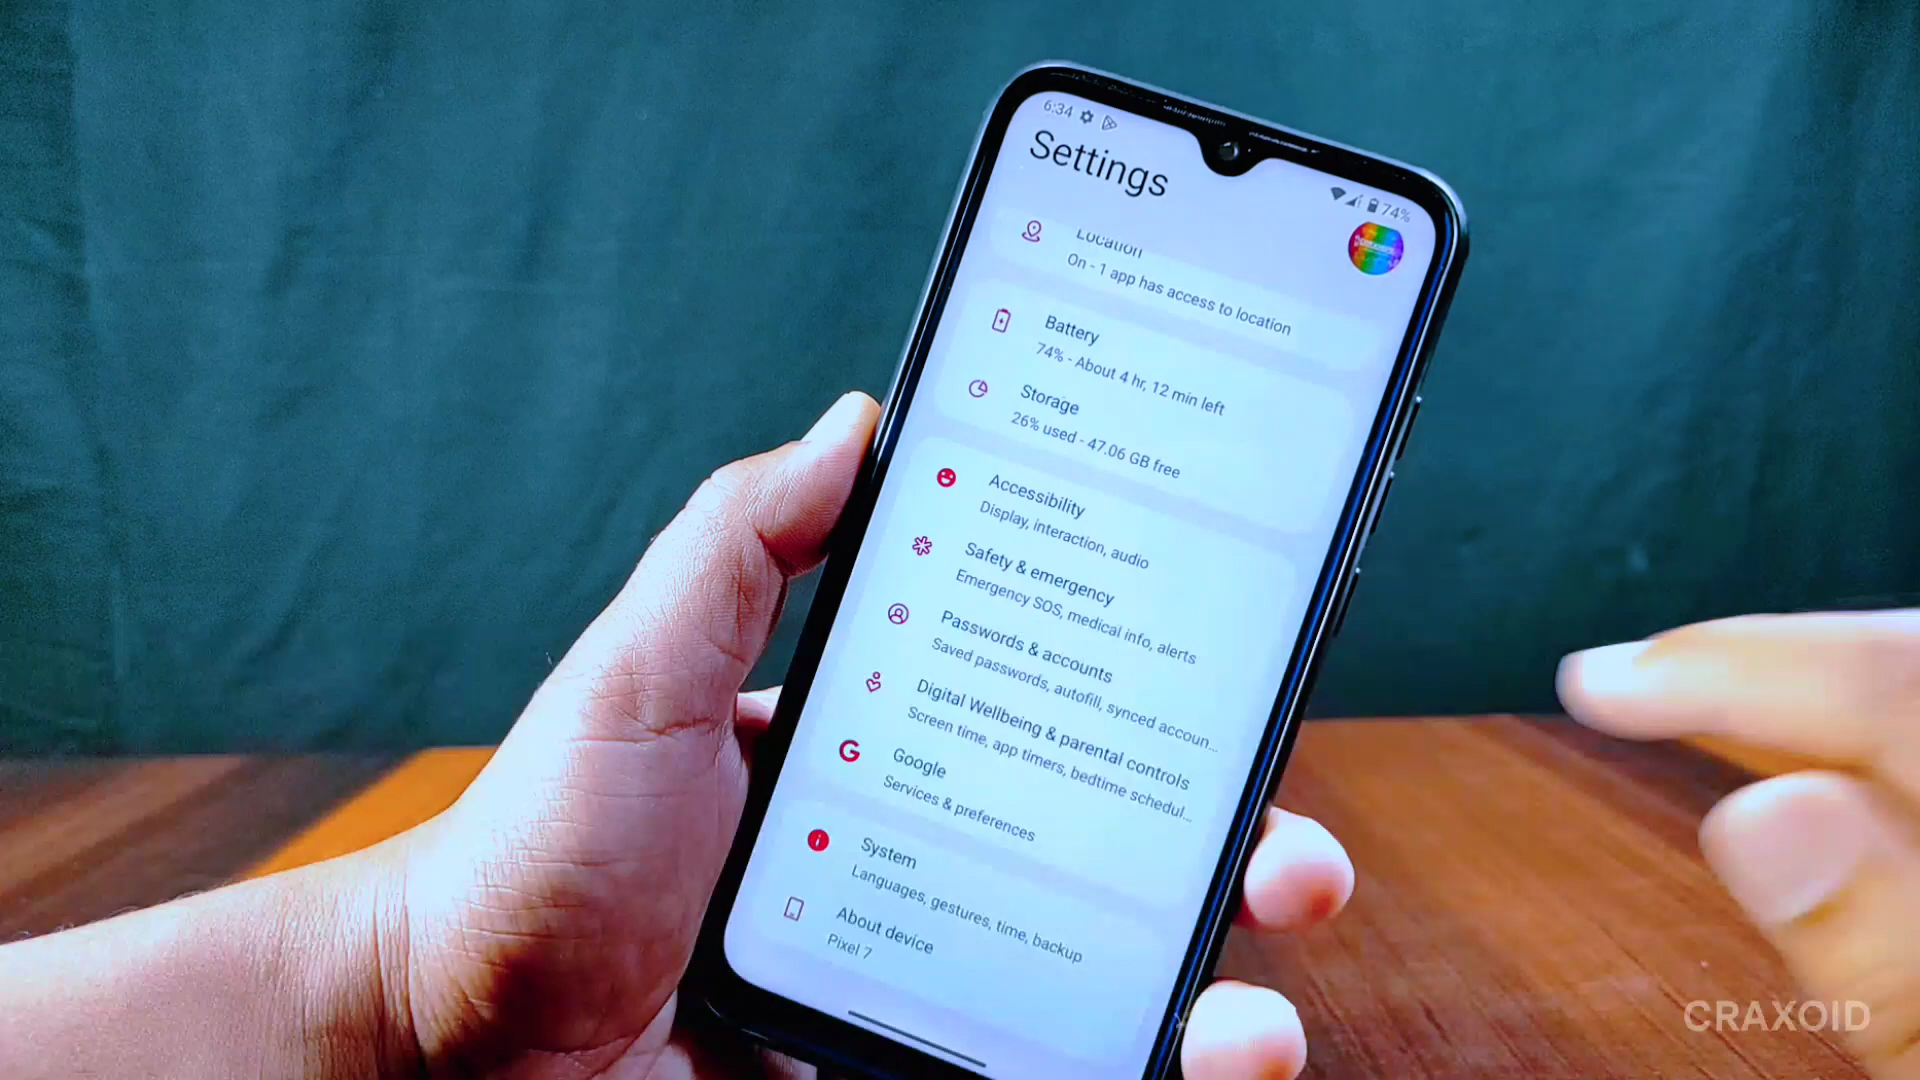 6:34
74%
Settings
Location
On - 1 app has access to location
Battery
74% - About 4 hr, 12 min left
Storage
26% used - 47.06 GB free
Accessibility
Display, interaction, audio
Safety & emergency
Emergency SOS, medical info, alerts
Passwords & accounts
Saved passwords, autofill, synced accoun...
Digital Wellbeing & parental controls
Screen time, app timers, bedtime schedul...
G
Google
Services & preferences
System
Languages, gestures, time, backup
About device
Pixel 7
CRAXOID